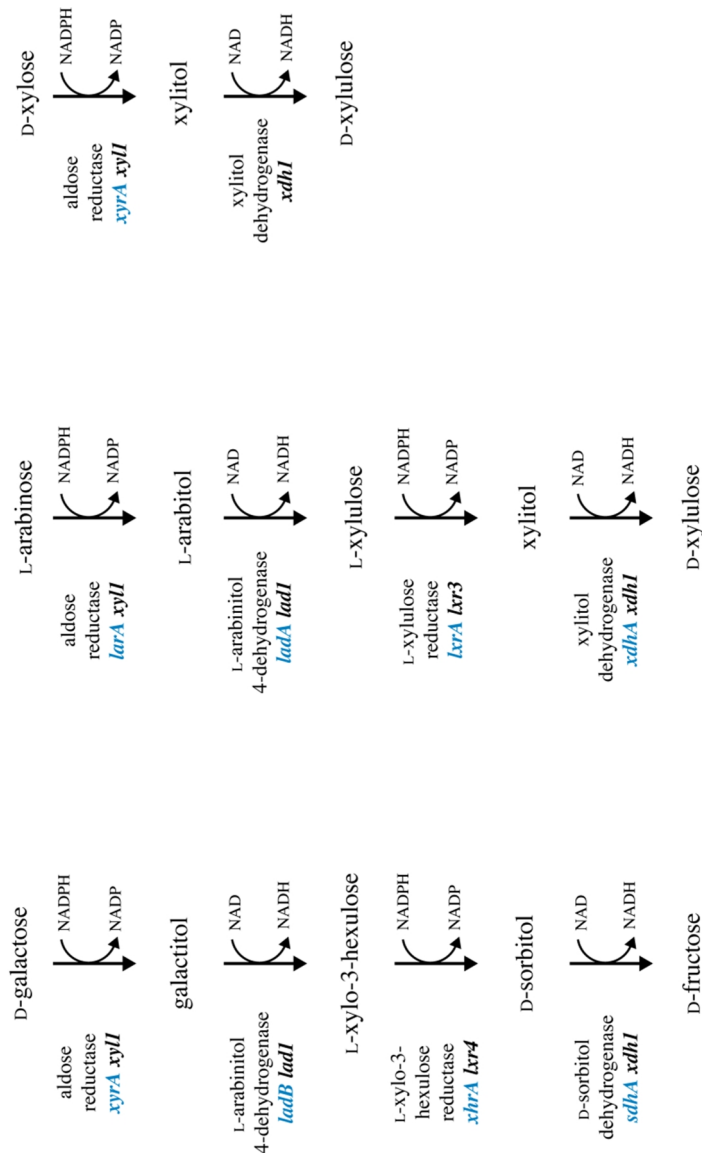 D-galactose
aldose
reductase
xyrA xyl1
NADPH
NADP
galactitol
L-arabinitol
4-dehydrogenase
ladB lad1
NAD
NADH
L-xylo-3-hexulose
L-xylo-3-
hexulose
reductase
xhrA lxr4
NADPH
NADP
D-sorbitol
D-sorbitol
dehydrogenase
sdhA xdh1
NAD
NADH
D-fructose
L-arabinose
aldose
reductase
larA xyl1
NADPH
NADP
L-arabitol
L-arabinitol
4-dehydrogenase
ladA lad1
NAD
NADH
L-xylulose
L-xylulose
reductase
lxrA lxr3
NADPH
NADP
xylitol
xylitol
dehydrogenase
xdhA xdh1
NAD
NADH
D-xylulose
D-xylose
aldose
reductase
xyrA xyl1
NADPH
NADP
xylitol
xylitol
dehydrogenase
xdh1
NAD
NADH
D-xylulose